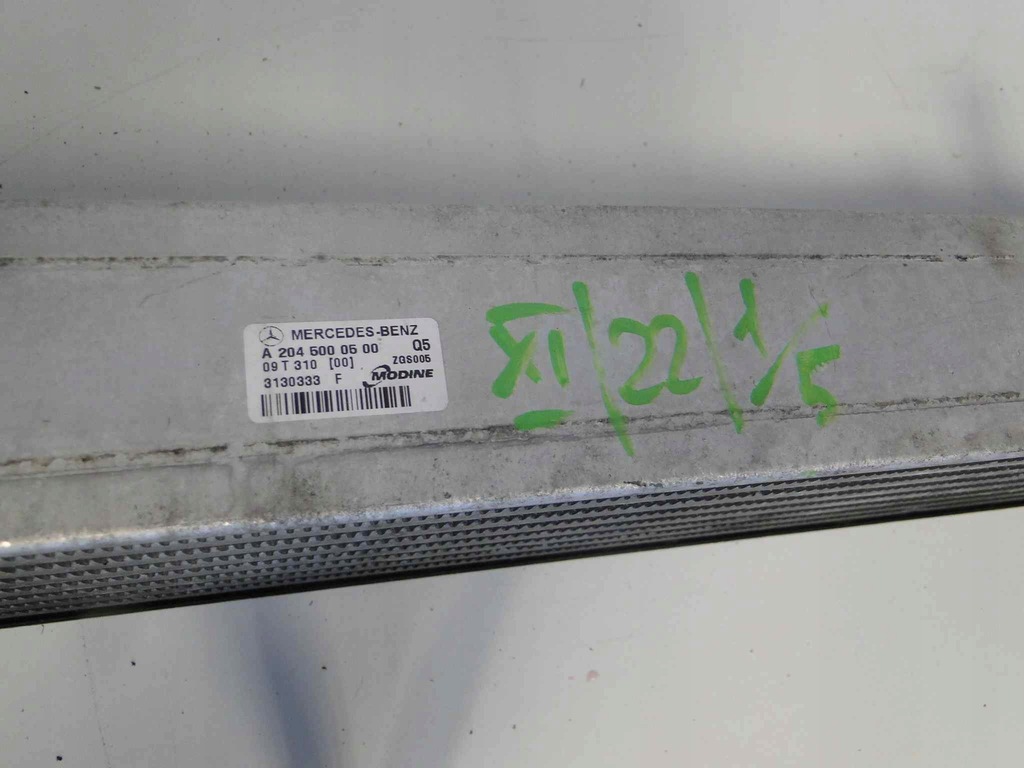 MERCEDES-BENZ
A 204 500 05 00 Q5
09 T 310 [00] ZGS005
3130333 F MODINE
XI/22/1/5